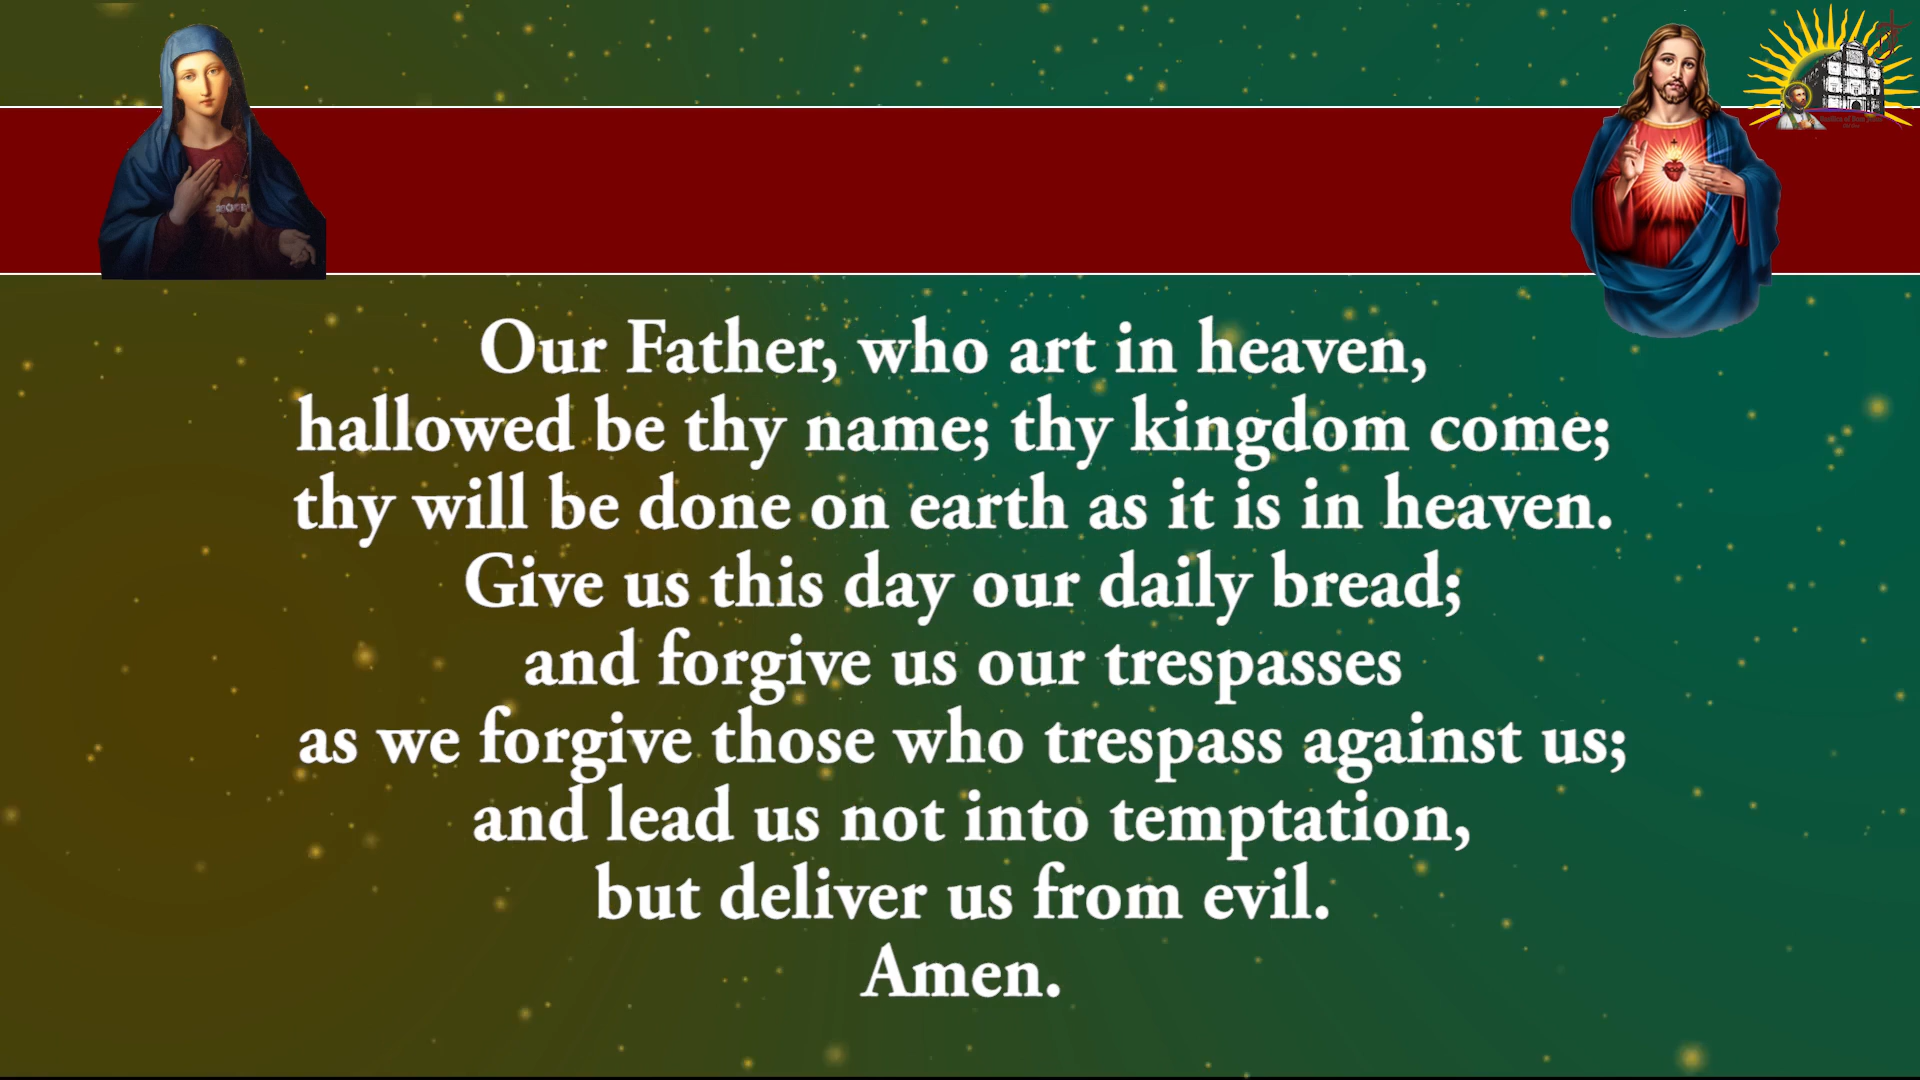 Our Father, who art in heaven,
hallowed be thy name; thy kingdom come;
thy will be done on earth as it is in heaven.
Give us this day our daily bread;
and forgive us our trespasses
as we forgive those who trespass against us;
and lead us not into temptation,
but deliver us from evil.
Amen.